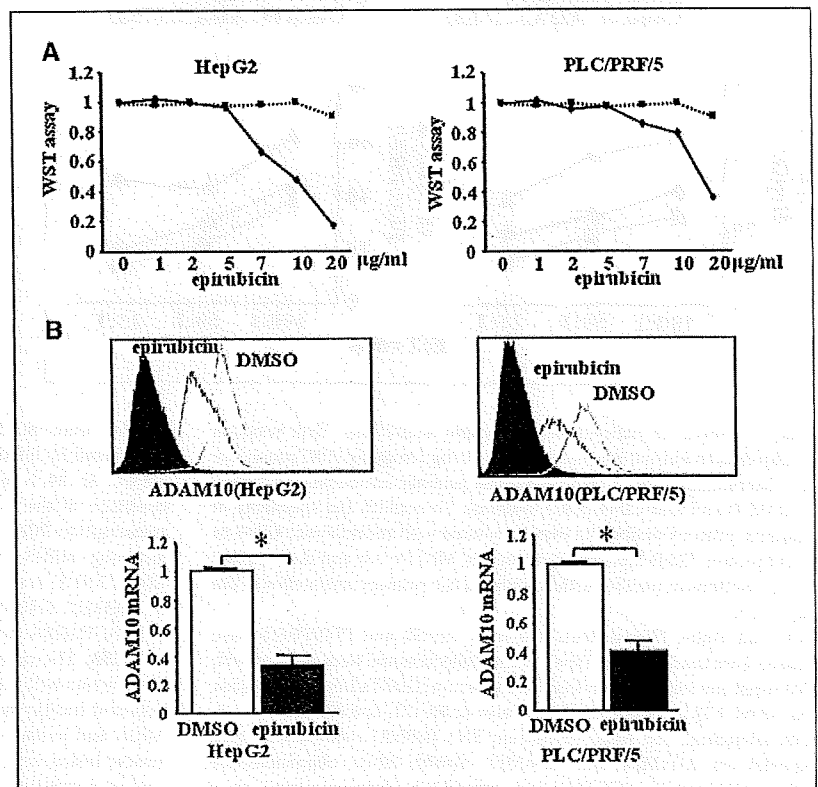 A
HepG2
WST assay
1.2
1
0.8
0.6
0.4
0.2
0
0 1 2 5 7 10 20 µg/ml
epirubicin
PLC/PRF/5
WST assay
1.2
1
0.8
0.6
0.4
0.2
0
0 1 2 5 7 10 20µg/ml
epirubicin
B
epirubicin
DMSO
ADAM10(HepG2)
epirubicin
DMSO
ADAM10(PLC/PRF/5)
ADAM10 mRNA
1.2
1
0.8
0.6
0.4
0.2
0
*
DMSO epirubicin
HepG2
ADAM10 mRNA
1.2
1
0.8
0.6
0.4
0.2
0
*
DMSO epirubicin
PLC/PRF/5